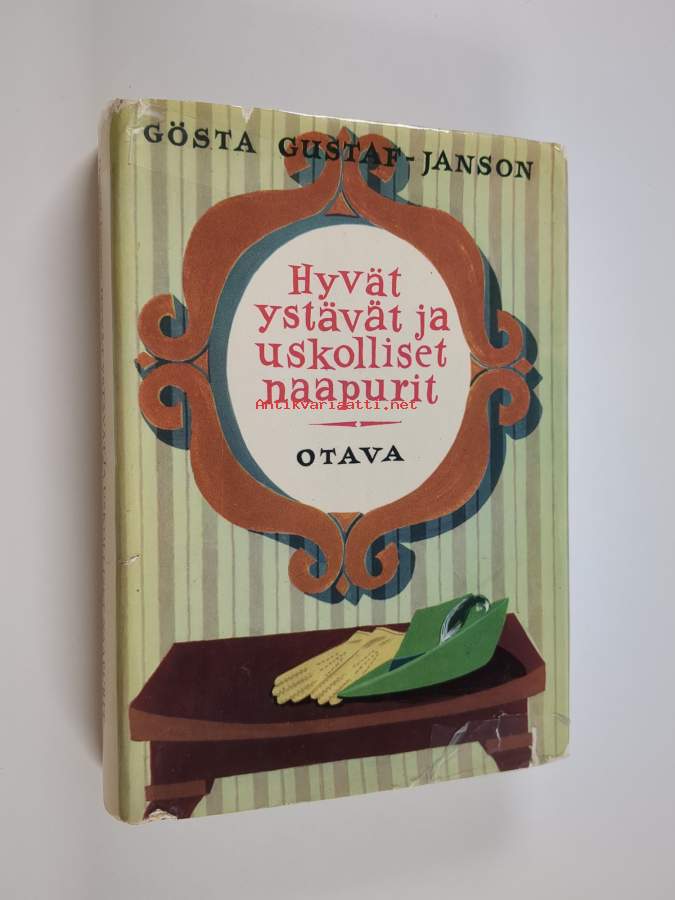 GÖSTA GUSTAF-JANSON
Hyvät
ystävät ja
uskolliset
naapurit
Antikvariaatti.net
OTAVA